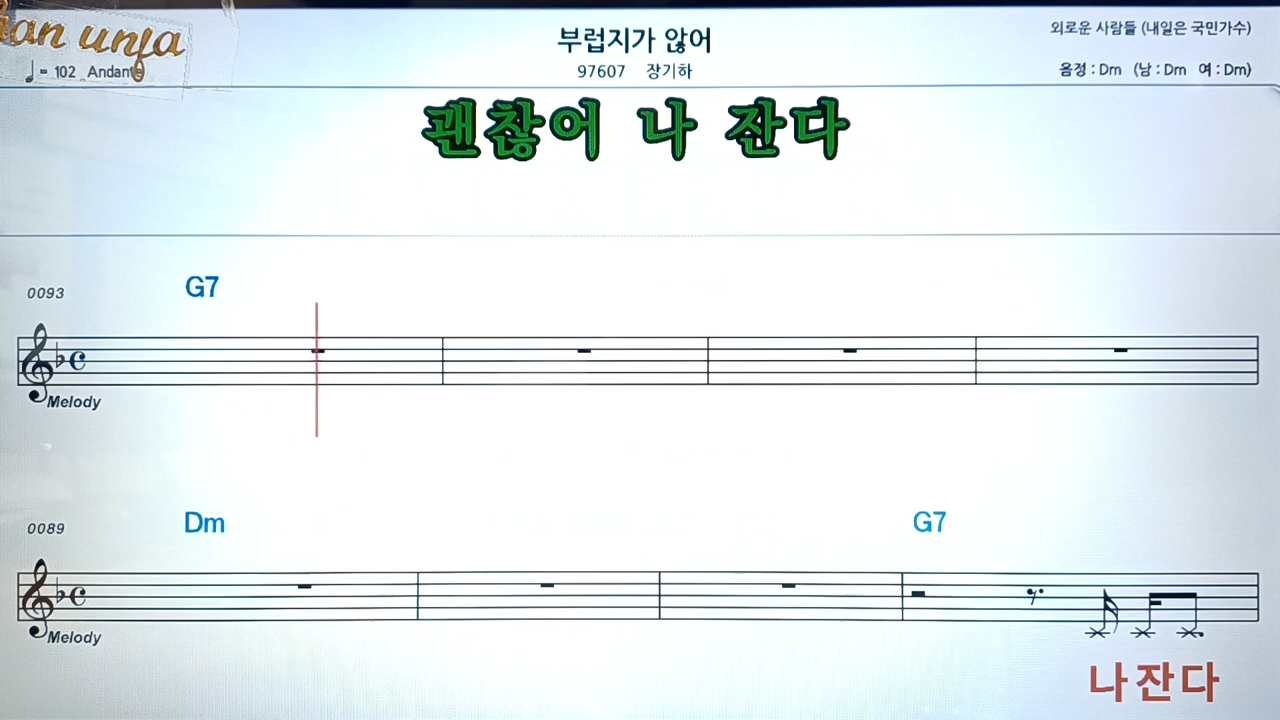 an unja
부럽지가 않어
외로운 사람들 (내일은 국민가수)
= 102 Andante
97607 장기하
음정 : Dm (남 : Dm 여 : Dm)
괜찮어 나 잔다
0093
G7
Melody
0089
Dm
G7
Melody
나 잔 다